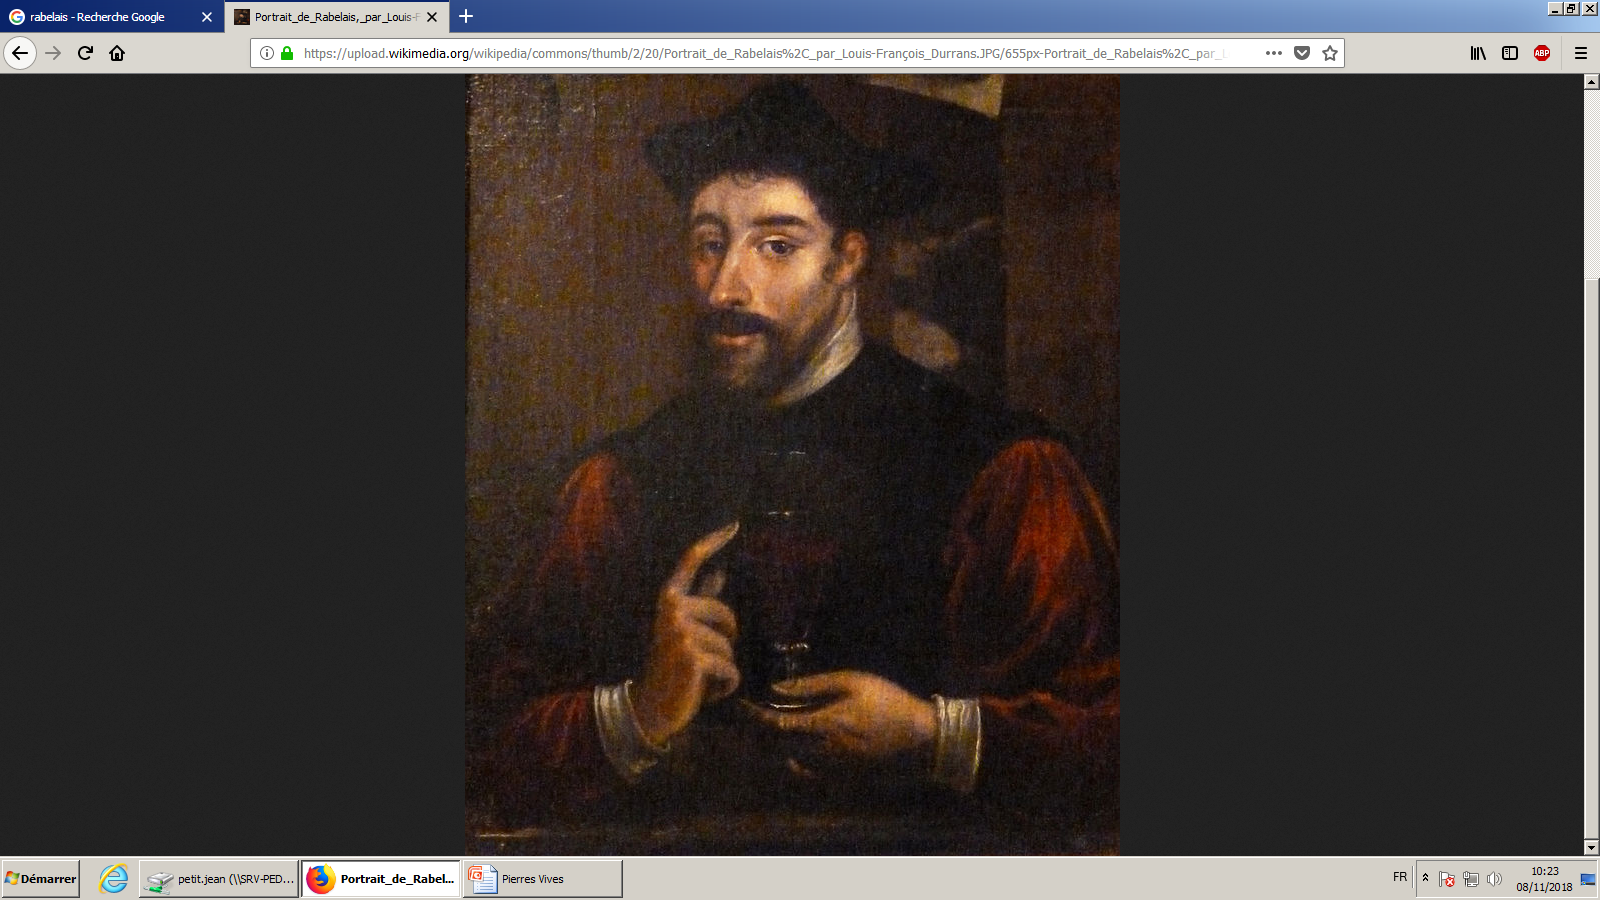 rabelais - Recherche Google
Portrait_de_Rabelais,_par_Louis-F
https://upload.wikimedia.org/wikipedia/commons/thumb/2/20/Portrait_de_Rabelais%2C_par_Louis-François_Durrans.JPG/655px-Portrait_de_Rabelais%2C_par_L
ABP
Démarrer
petit.jean (\\SRV-PED...
Portrait_de_Rabel...
Pierres Vives
FR
10:23
08/11/2018